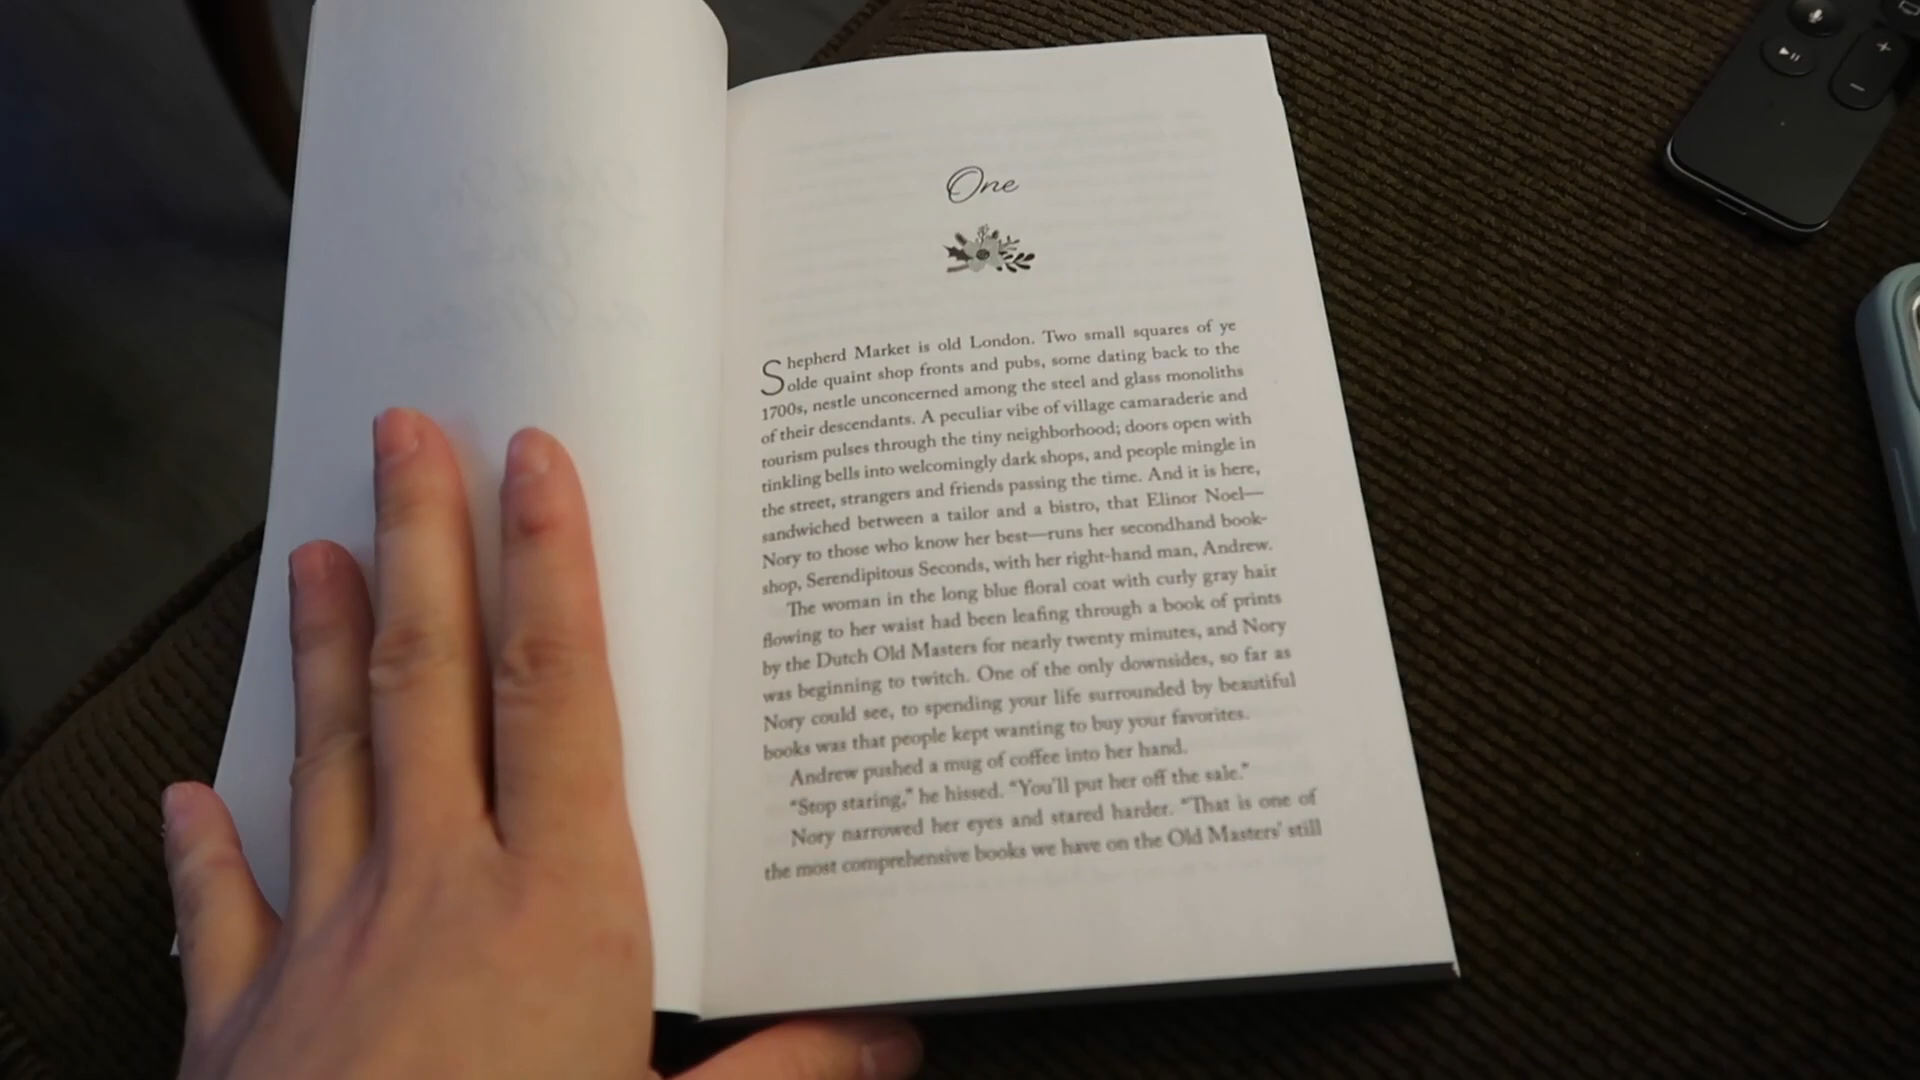 One
Shepherd Market is old London. Two small squares of ye
olde quaint shop fronts and pubs, some dating back to the
1700s, nestle unconcerned among the steel and glass monoliths
of their descendants. A peculiar vibe of village camaraderie and
tourism pulses through the tiny neighborhood; doors open with
tinkling bells into welcomingly dark shops, and people mingle in
the street, strangers and friends passing the time. And it is here,
sandwiched between a tailor and a bistro, that Elinor Noel—
Nory to those who know her best—runs her secondhand book-
shop, Serendipitous Seconds, with her right-hand man, Andrew.
The woman in the long blue floral coat with curly gray hair
flowing to her waist had been leafing through a book of prints
by the Dutch Old Masters for nearly twenty minutes, and Nory
was beginning to twitch. One of the only downsides, so far as
Nory could see, to spending your life surrounded by beautiful
books was that people kept wanting to buy your favorites.
Andrew pushed a mug of coffee into her hand.
“Stop staring,” he hissed. “You’ll put her off the sale.”
Nory narrowed her eyes and stared harder. “That is one of
the most comprehensive books we have on the Old Masters’ still